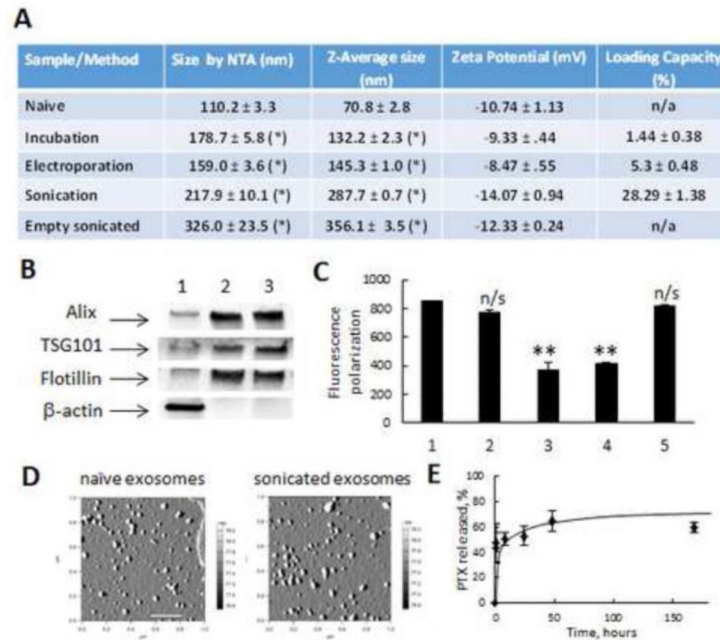 A
Sample/Method Size by NTA (nm) Z-Average size (nm) Zeta Potential (mV) Loading Capacity (%)
Naive 110.2 ± 3.3 70.8 ± 2.8 -10.74 ± 1.13 n/a
Incubation 178.7 ± 5.8 (*) 132.2 ± 2.3 (*) -9.33 ± .44 1.44 ± 0.38
Electroporation 159.0 ± 3.6 (*) 145.3 ± 1.0 (*) -8.47 ± .55 5.3 ± 0.48
Sonication 217.9 ± 10.1 (*) 287.7 ± 0.7 (*) -14.07 ± 0.94 28.29 ± 1.38
Empty sonicated 326.0 ± 23.5 (*) 356.1 ± 3.5 (*) -12.33 ± 0.24 n/a
B
1 2 3
Alix
TSG101
Flotillin
β-actin
C
Fluorescence
polarization
1000
800
600
400
200
0
n/s
**
**
n/s
1 2 3 4 5
D
naïve exosomes
sonicated exosomes
E
PTX released, %
100
80
60
40
20
0
0 50 100 150
Time, hours